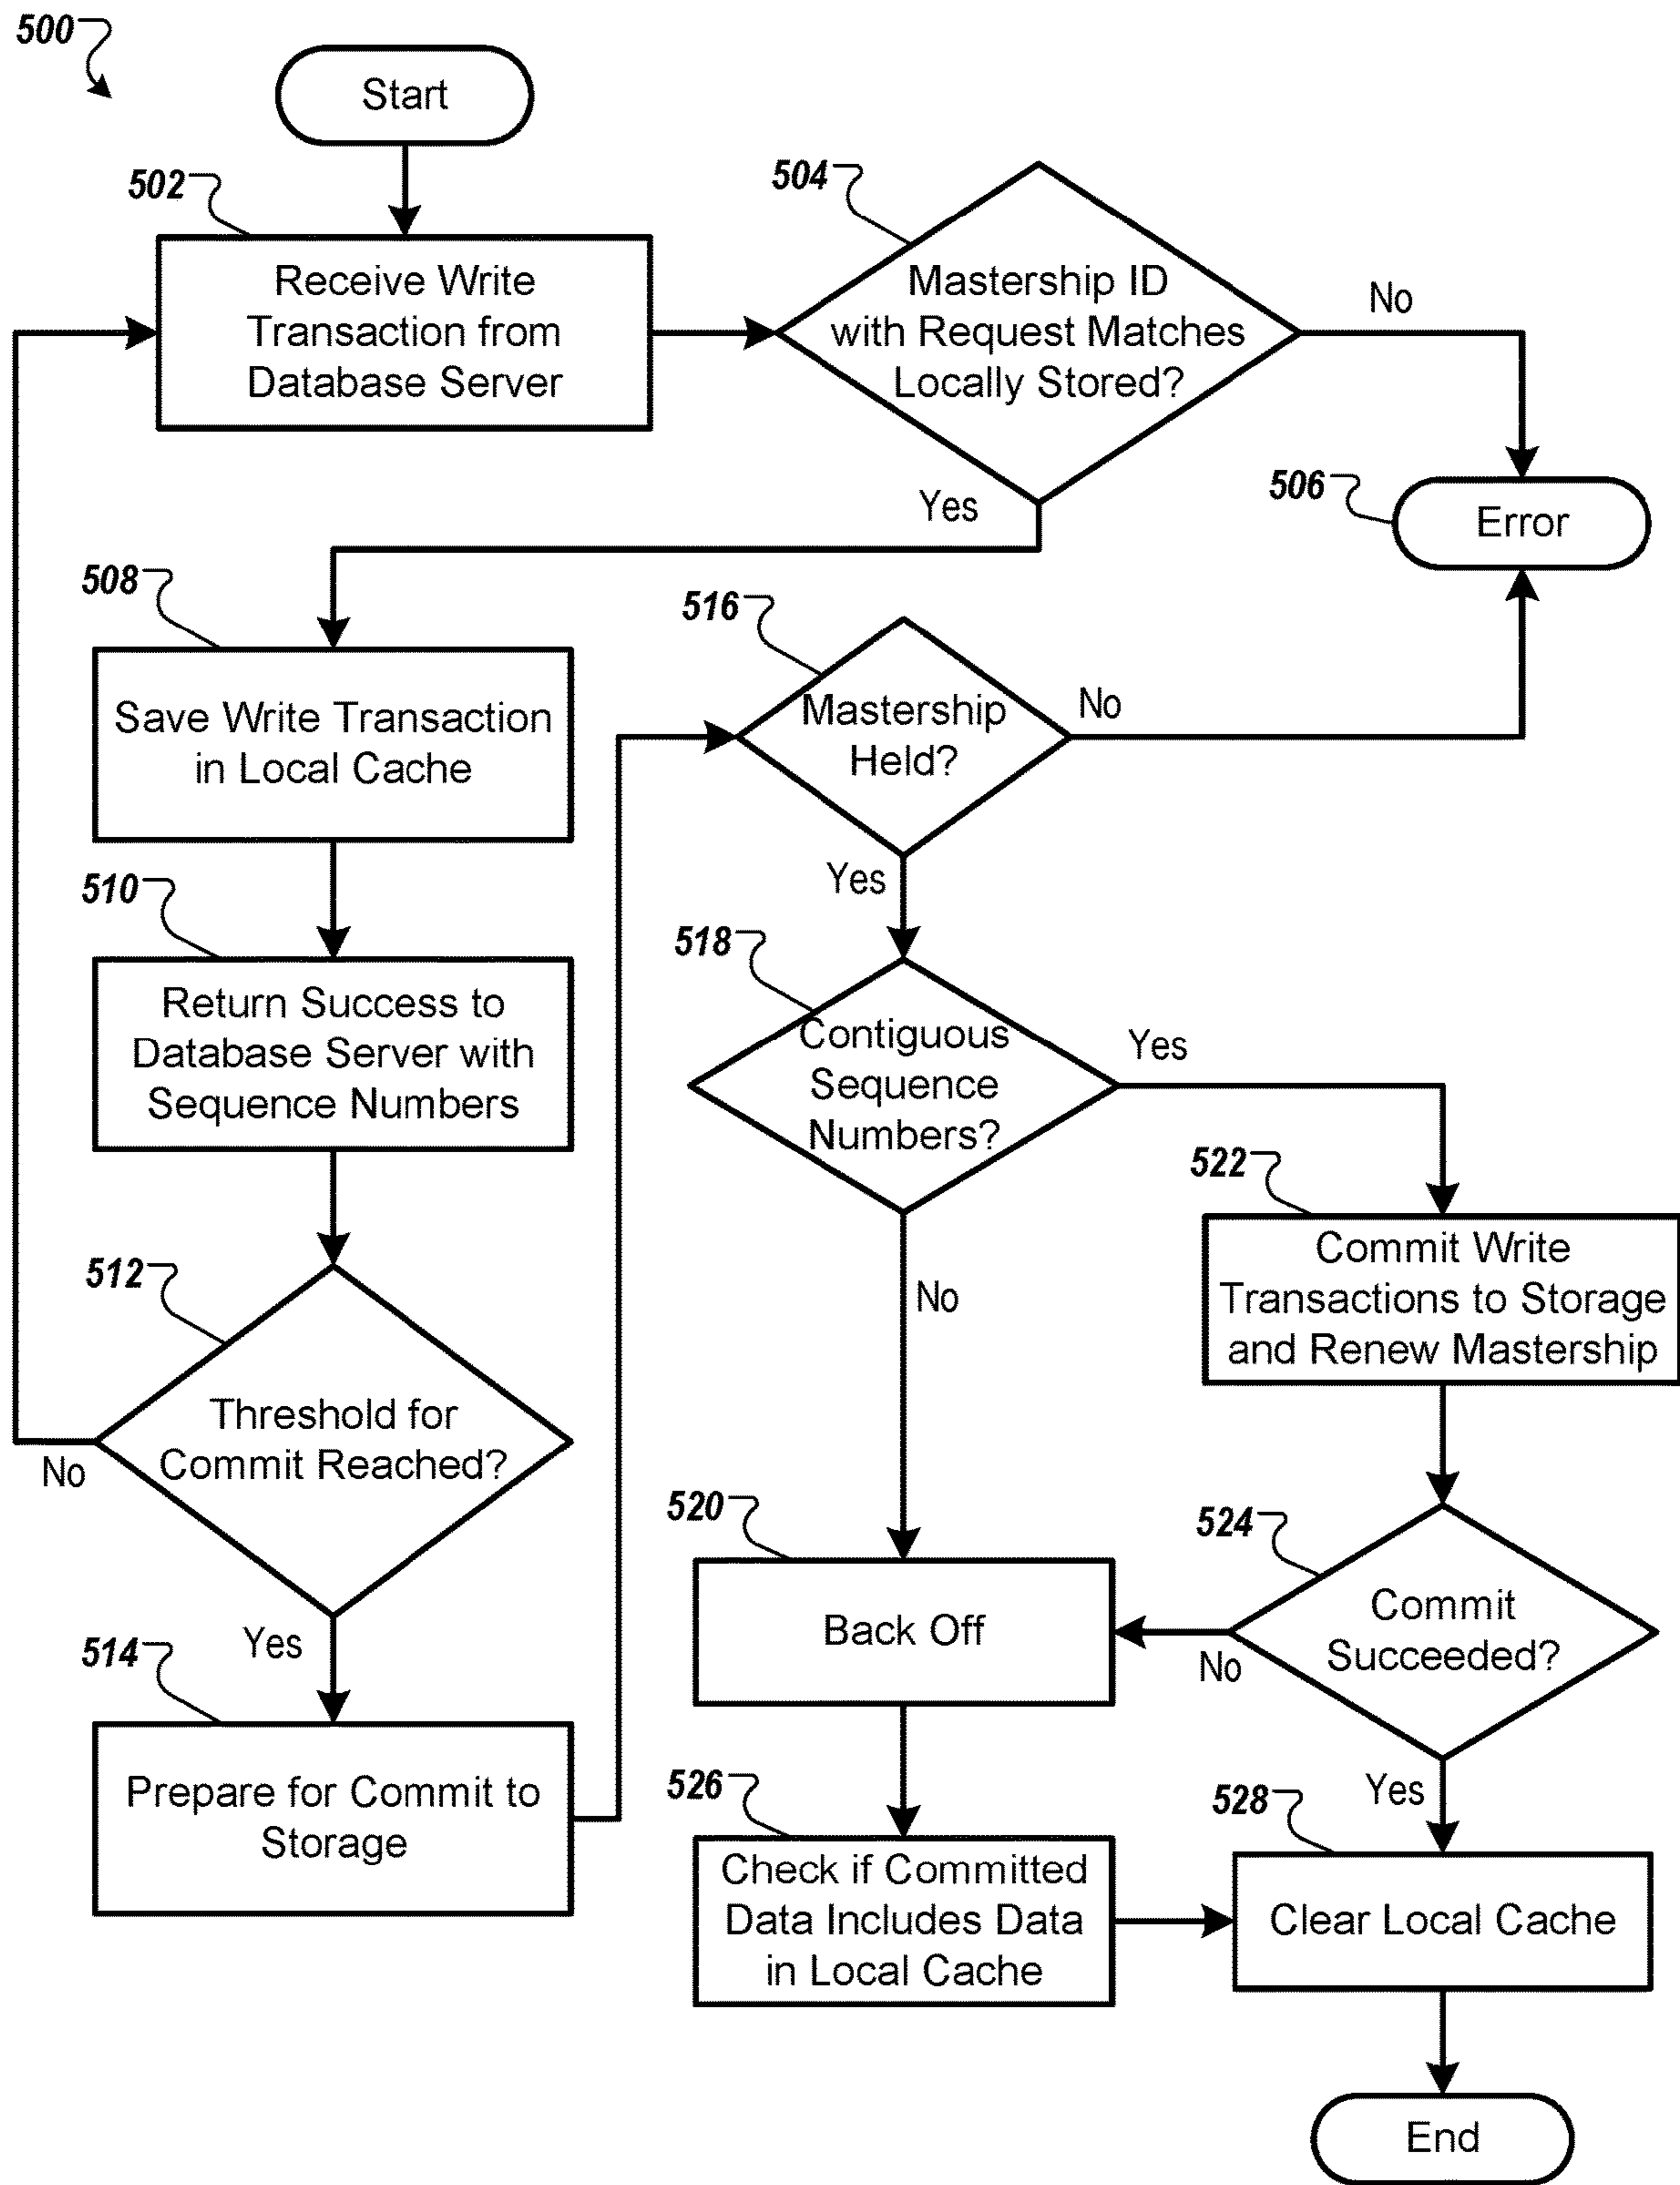 500
Start
502
Receive Write
Transaction from
Database Server
504
Mastership ID
with Request Matches
Locally Stored?
No
Yes
506
Error
508
Save Write Transaction
in Local Cache
516
Mastership
Held?
No
Yes
510
Return Success to
Database Server with
Sequence Numbers
518
Contiguous
Sequence
Numbers?
Yes
No
512
Threshold for
Commit Reached?
No
Yes
522
Commit Write
Transactions to Storage
and Renew Mastership
514
Prepare for Commit to
Storage
520
Back Off
524
Commit
Succeeded?
No
Yes
526
Check if Committed
Data Includes Data
in Local Cache
528
Clear Local Cache
End